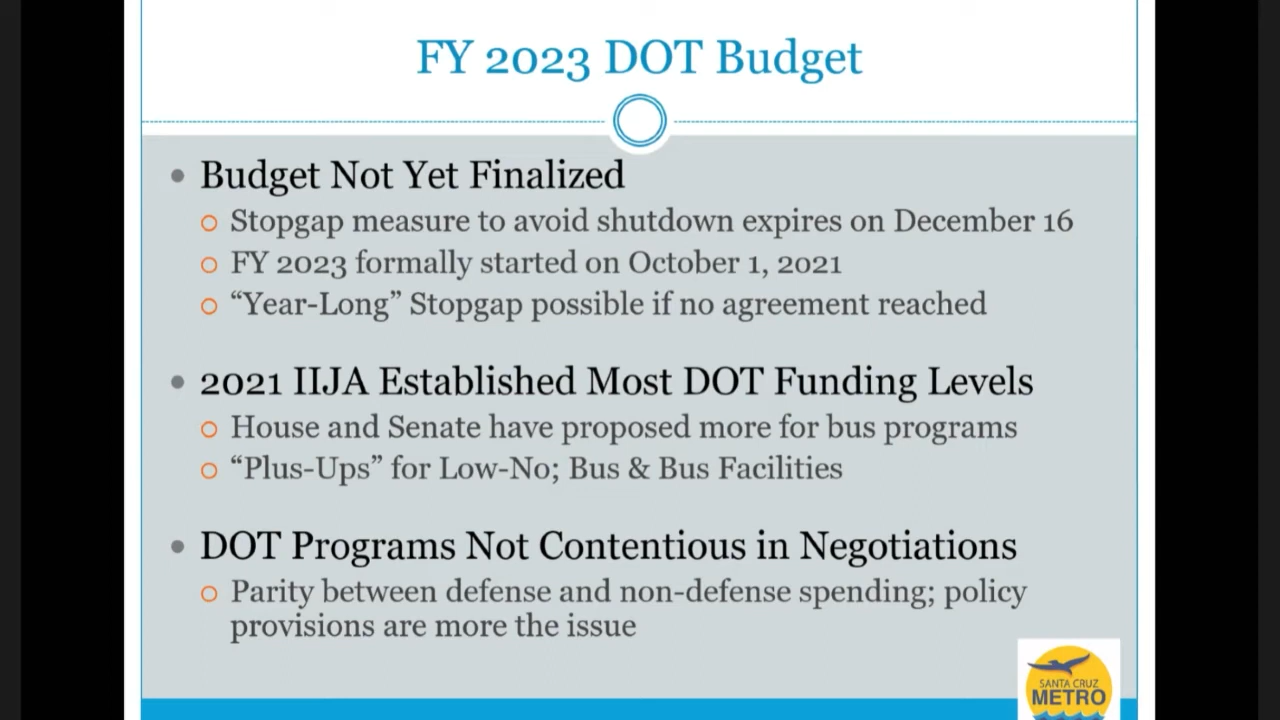 FY 2023 DOT Budget
• Budget Not Yet Finalized
o Stopgap measure to avoid shutdown expires on December 16
o FY 2023 formally started on October 1, 2021
o “Year-Long” Stopgap possible if no agreement reached
• 2021 IIJA Established Most DOT Funding Levels
o House and Senate have proposed more for bus programs
o “Plus-Ups” for Low-No; Bus & Bus Facilities
• DOT Programs Not Contentious in Negotiations
o Parity between defense and non-defense spending; policy
provisions are more the issue
SANTA CRUZ
METRO